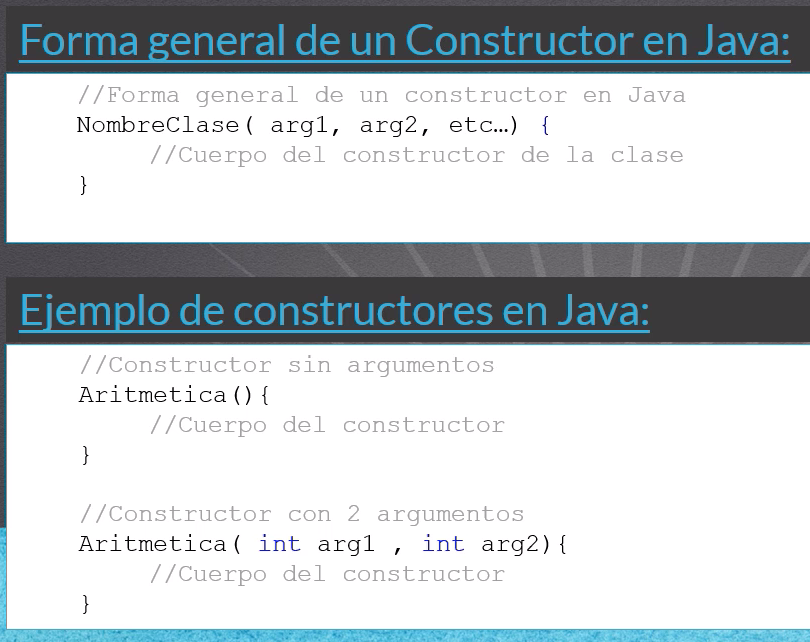 Forma general de un Constructor en Java:
//Forma general de un constructor en Java
NombreClase( arg1, arg2, etc…) {
//Cuerpo del constructor de la clase
}
Ejemplo de constructores en Java:
//Constructor sin argumentos
Aritmetica(){
//Cuerpo del constructor
}
//Constructor con 2 argumentos
Aritmetica( int arg1 , int arg2){
//Cuerpo del constructor
}